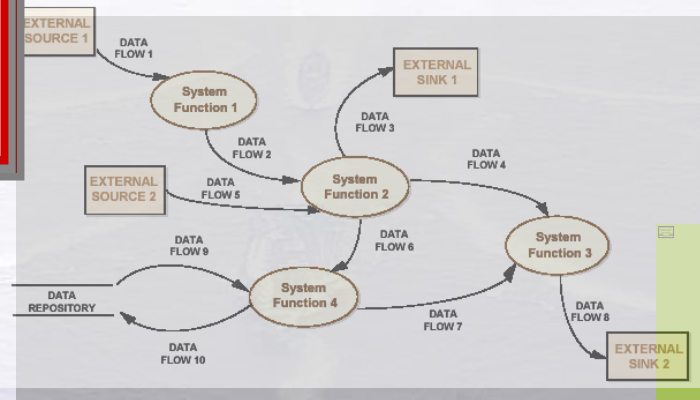 EXTERNAL
SOURCE 1
DATA
FLOW 1
System
Function 1
EXTERNAL
SINK 1
DATA
FLOW 3
DATA
FLOW 2
DATA
FLOW 4
EXTERNAL
SOURCE 2
DATA
FLOW 5
System
Function 2
DATA
FLOW 6
System
Function 3
DATA
FLOW 9
DATA
REPOSITORY
System
Function 4
DATA
FLOW 7
DATA
FLOW 8
DATA
FLOW 10
EXTERNAL
SINK 2